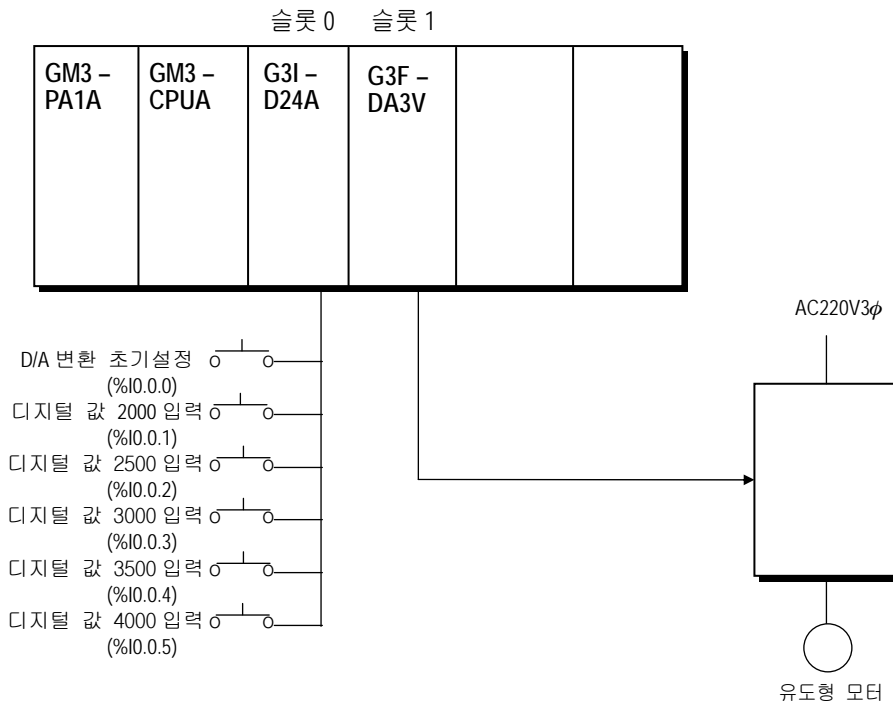 슬롯 0 슬롯 1
GM3 –
PA1A
GM3 –
CPUA
G3I –
D24A
G3F –
DA3V
AC220V3ϕ
D/A 변환 초기설정
(%I0.0.0)
디지털 값 2000 입력
(%I0.0.1)
디지털 값 2500 입력
(%I0.0.2)
디지털 값 3000 입력
(%I0.0.3)
디지털 값 3500 입력
(%I0.0.4)
디지털 값 4000 입력
(%I0.0.5)
유도형 모터